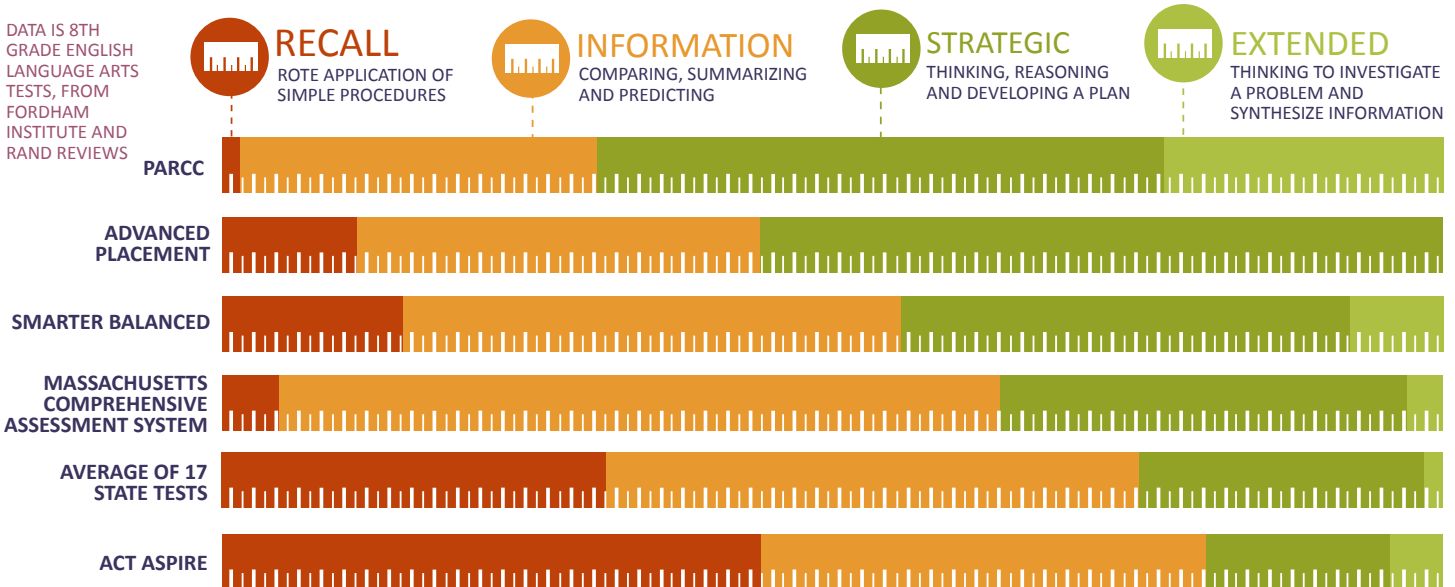 DATA IS 8TH
GRADE ENGLISH
LANGUAGE ARTS
TESTS, FROM
FORDHAM
INSTITUTE AND
RAND REVIEWS
RECALL
ROTE APPLICATION OF
SIMPLE PROCEDURES
INFORMATION
COMPARING, SUMMARIZING
AND PREDICTING
STRATEGIC
THINKING, REASONING
AND DEVELOPING A PLAN
EXTENDED
THINKING TO INVESTIGATE
A PROBLEM AND
SYNTHESIZE INFORMATION
PARCC
ADVANCED
PLACEMENT
SMARTER BALANCED
MASSACHUSETTS
COMPREHENSIVE
ASSESSMENT SYSTEM
AVERAGE OF 17
STATE TESTS
ACT ASPIRE